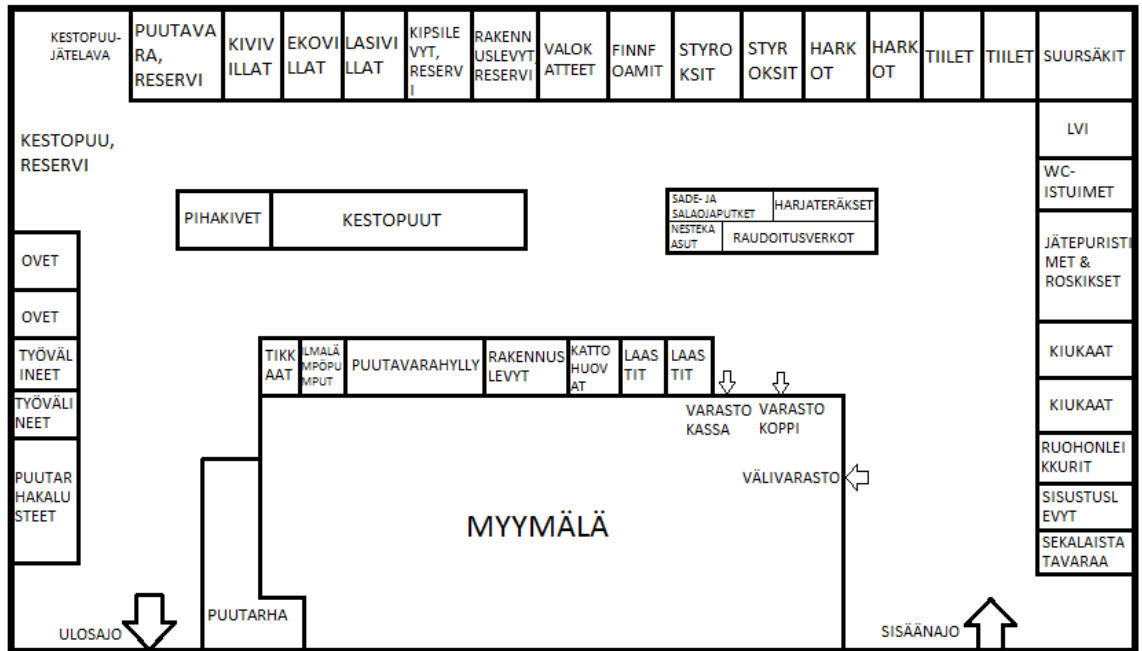 KESTOPUU-
JÄTELAVA
PUUTAVA
RA,
RESERVI
KIVIV
ILLAT
EKOVI
LLAT
LASIVI
LLAT
KIPSILE
VYT,
RESERV
I
RAKENN
USLEVYT,
RESERVI
VALOK
ATTEET
FINNF
OAMIT
STYRO
KSIT
STYR
OKSIT
HARK
OT
HARK
OT
TIILET
TIILET
SUURSÄKIT
KESTOPUU,
RESERVI
LVI
WC-
ISTUIMET
PIHAKIVET
KESTOPUUT
SADE- JA
SALAOJAPUTKET
HARJATERÄKSET
NESTEKA
ASUT
RAUDOITUSVERKOT
JÄTEPURISTI
MET &
ROSKIKSET
OVET
OVET
TYÖVÄL
INEET
TYÖVÄLI
NEET
PUUTAR
HAKALU
STEET
TIKK
AAT
ILMALÄ
MPÖPU
MPUT
PUUTAVARAHYLLY
RAKENNUS
LEVYT
KATTO
HUOV
AT
LAAS
TIT
LAAS
TIT
KIUKAAT
KIUKAAT
VARASTO
KASSA
VARASTO
KOPPI
VÄLIVARASTO
RUOHONLEI
KKURIT
SISUSTUSL
EVYT
SEKALAISTA
TAVARAA
MYYMÄLÄ
PUUTARHA
ULOSAJO
SISÄÄNAJO